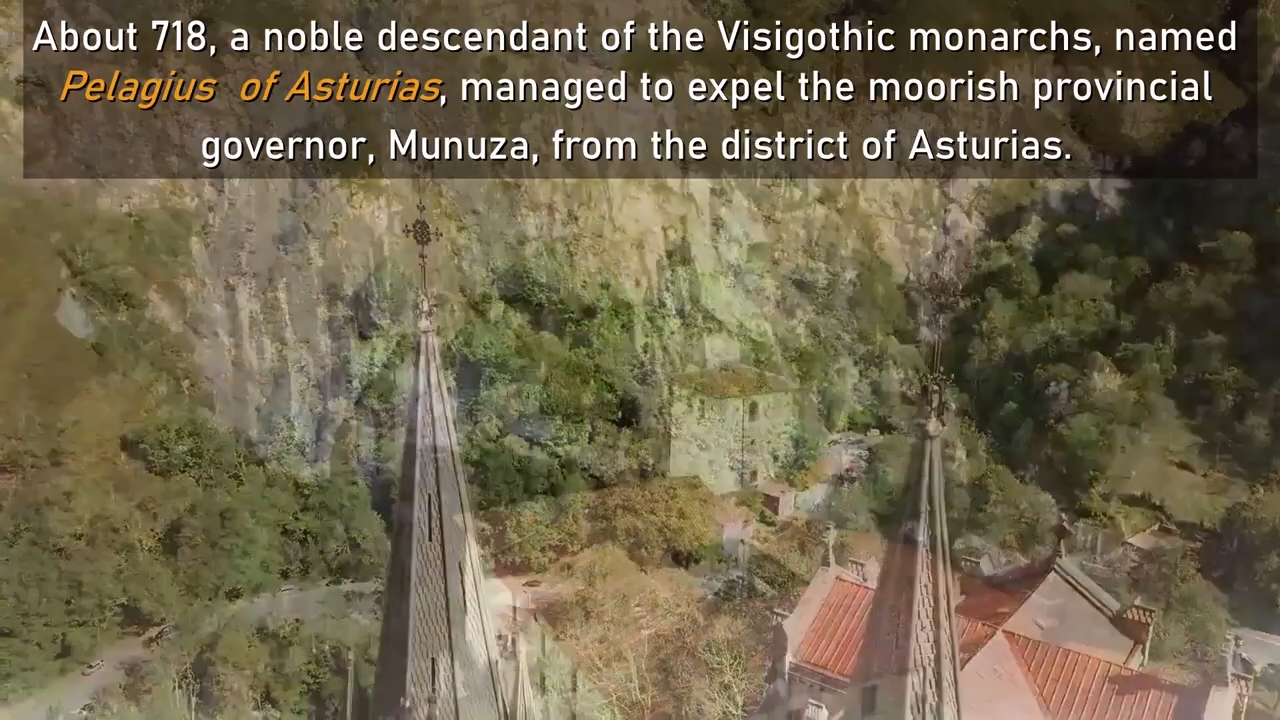 About 718, a noble descendant of the Visigothic monarchs, named
Pelagius of Asturias, managed to expel the moorish provincial
governor, Munuza, from the district of Asturias.